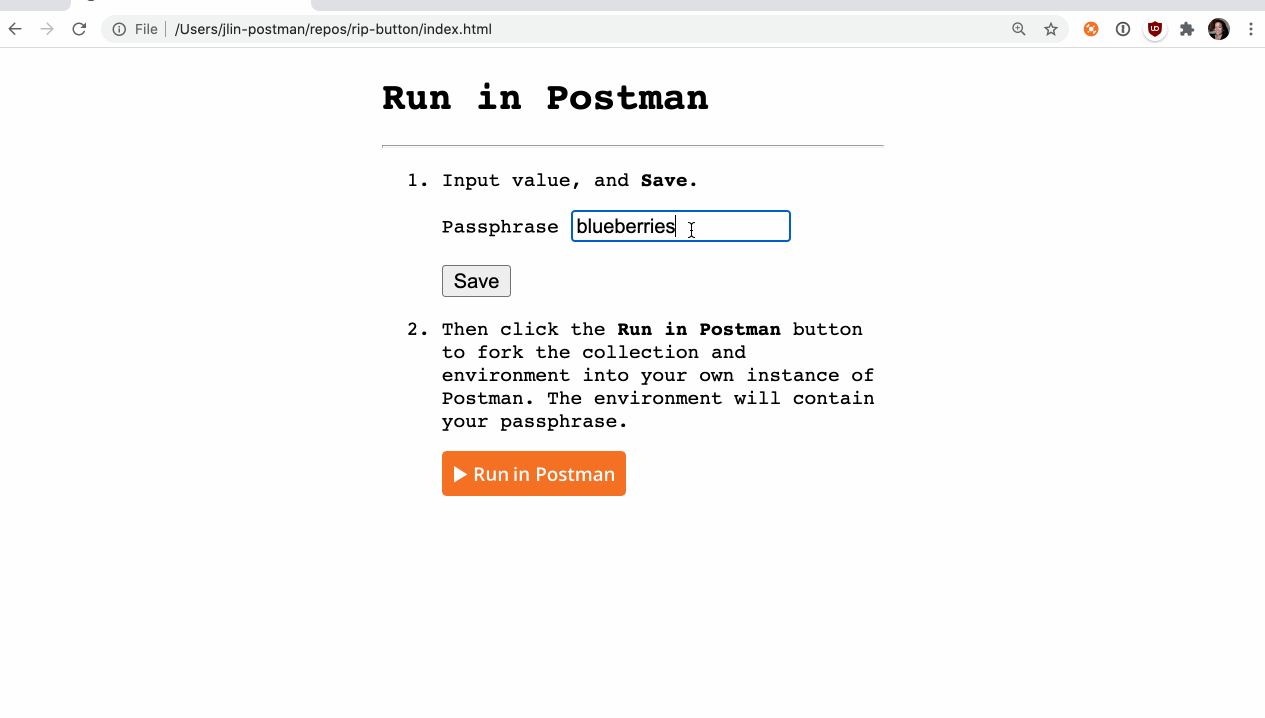 File /Users/jlin-postman/repos/rip-button/index.html
Run in Postman
1. Input value, and Save.
Passphrase blueberries
Save
2. Then click the Run in Postman button
to fork the collection and
environment into your own instance of
Postman. The environment will contain
your passphrase.
Run in Postman